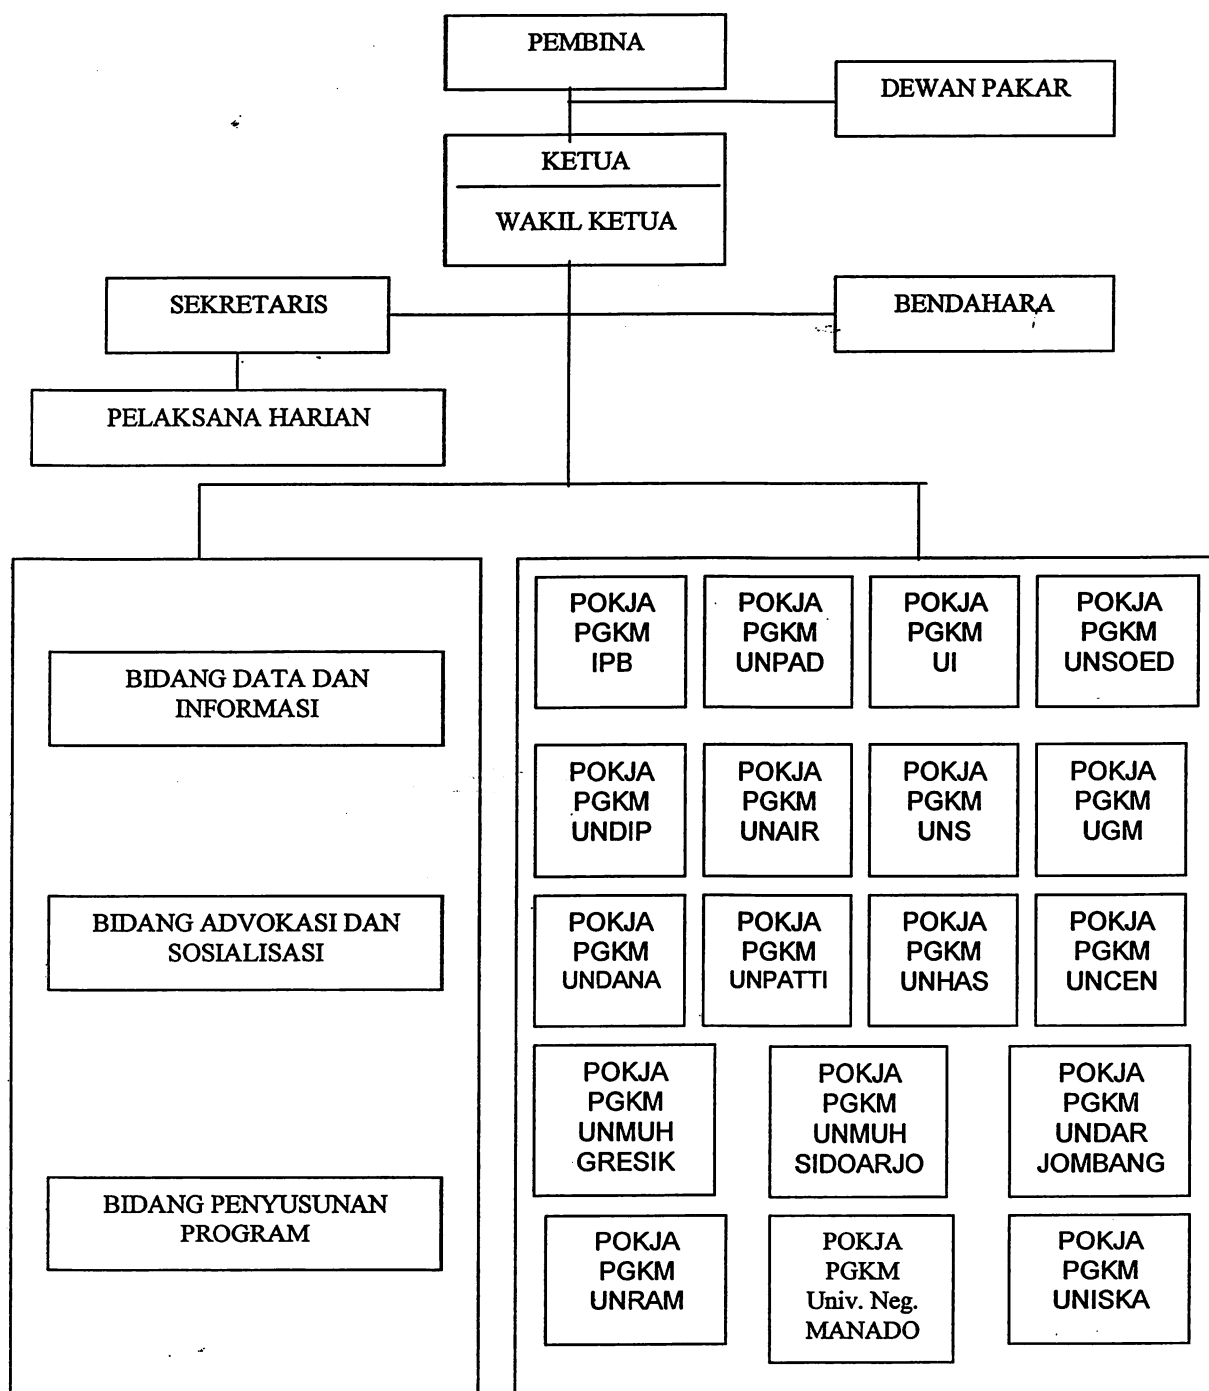 PEMBINA
DEWAN PAKAR
KETUA
WAKIL KETUA
SEKRETARIS
BENDAHARA
PELAKSANA HARIAN
BIDANG DATA DAN
INFORMASI
BIDANG ADVOKASI DAN
SOSIALISASI
BIDANG PENYUSUNAN
PROGRAM
POKJA
PGKM
IPB
POKJA
PGKM
UNPAD
POKJA
PGKM
UI
POKJA
PGKM
UNSOED
POKJA
PGKM
UNDIP
POKJA
PGKM
UNAIR
POKJA
PGKM
UNS
POKJA
PGKM
UGM
POKJA
PGKM
UNDANA
POKJA
PGKM
UNPATTI
POKJA
PGKM
UNHAS
POKJA
PGKM
UNCEN
POKJA
PGKM
UNMUH
GRESIK
POKJA
PGKM
UNMUH
SIDOARJO
POKJA
PGKM
UNDAR
JOMBANG
POKJA
PGKM
UNRAM
POKJA
PGKM
Univ. Neg.
MANADO
POKJA
PGKM
UNISKA